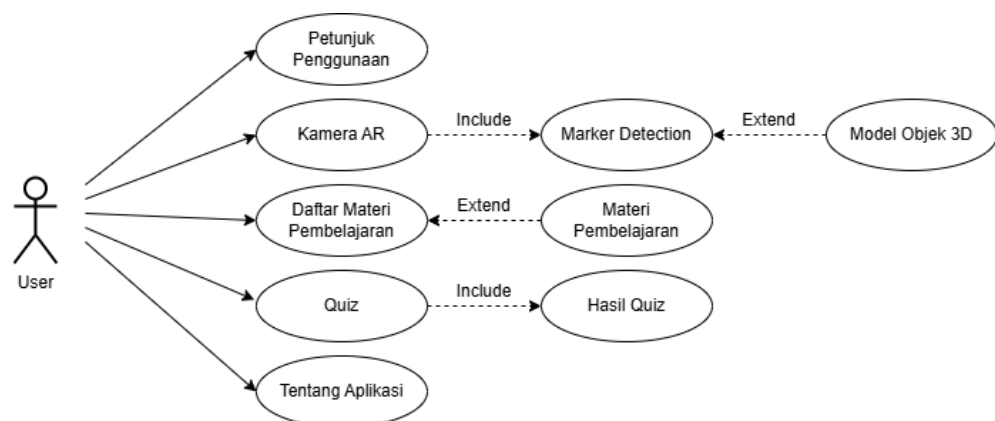 Petunjuk
Penggunaan
Kamera AR
Include
Marker Detection
Extend
Model Objek 3D
User
Daftar Materi
Pembelajaran
Extend
Materi
Pembelajaran
Quiz
Include
Hasil Quiz
Tentang Aplikasi